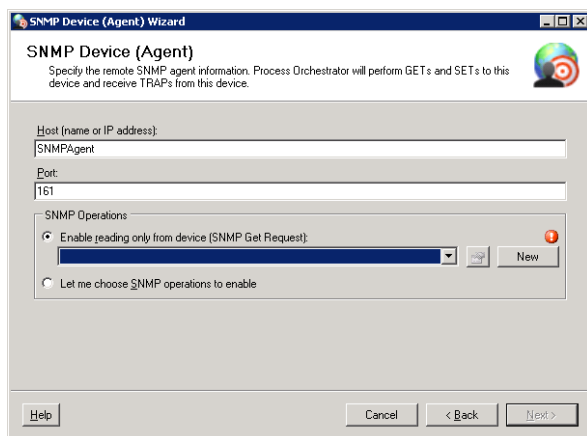 SNMP Device (Agent) Wizard
SNMP Device (Agent)
Specify the remote SNMP agent information. Process Orchestrator will perform GETs and SETs to this
device and receive TRAPs from this device.
Host (name or IP address):
SNMPAgent
Port:
161
SNMP Operations
Enable reading only from device (SNMP Get Request):
New
Let me choose SNMP operations to enable
Help
Cancel
< Back
Next >